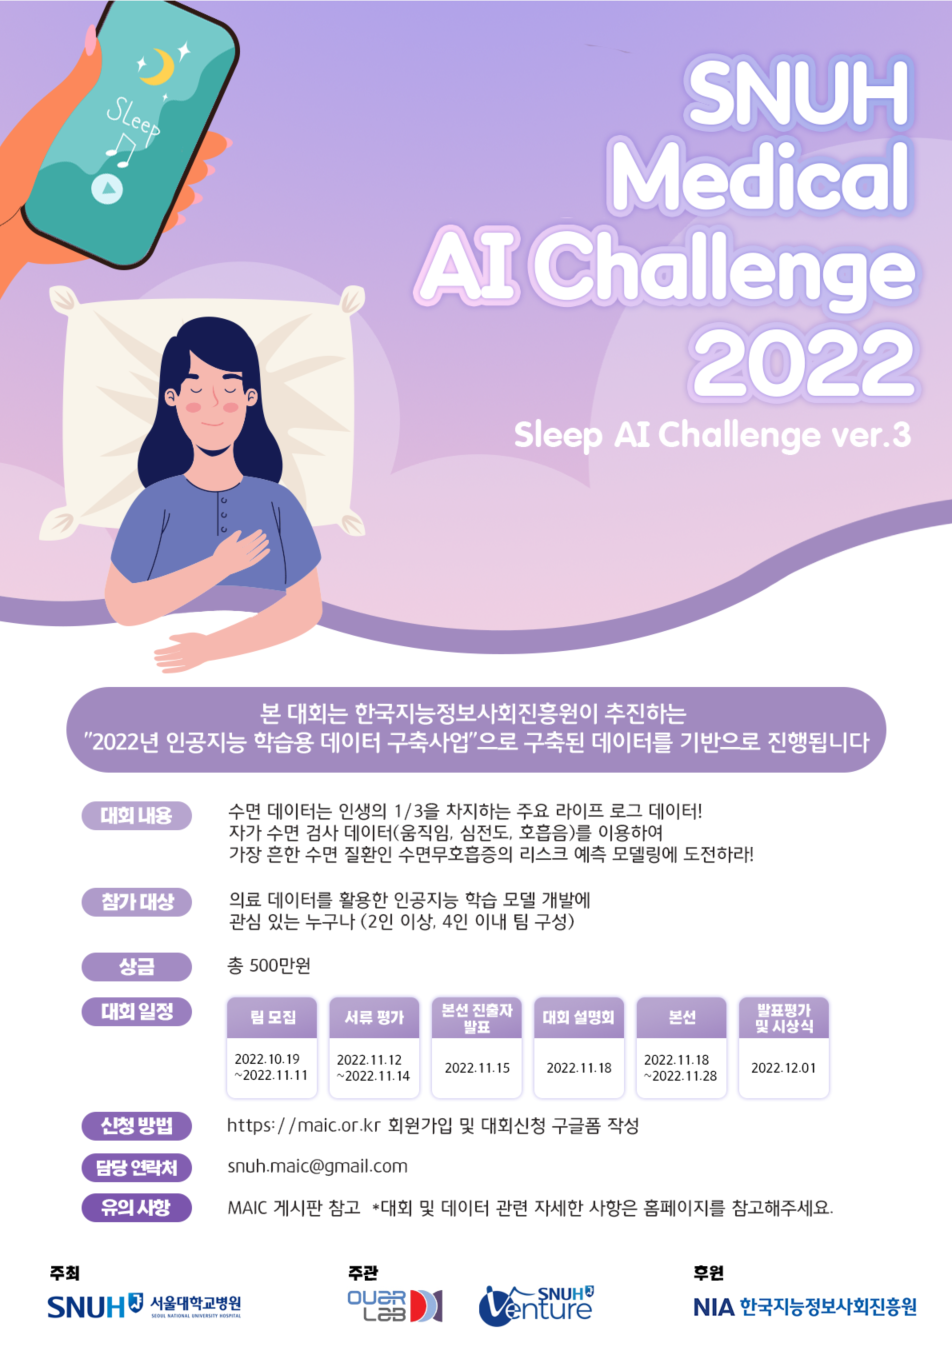 Sleep
SNUH
Medical
AI Challenge
2022
Sleep AI Challenge ver.3
본 대회는 한국지능정보사회진흥원이 추진하는
"2022년 인공지능 학습용 데이터 구축사업"으로 구축된 데이터를 기반으로 진행됩니다
대회 내용
수면 데이터는 인생의 1/3을 차지하는 주요 라이프 로그 데이터!
자가 수면 검사 데이터(움직임, 심전도, 호흡음)를 이용하여
가장 흔한 수면 질환인 수면무호흡증의 리스크 예측 모델링에 도전하라!
참가 대상
의료 데이터를 활용한 인공지능 학습 모델 개발에
관심 있는 누구나 (2인 이상, 4인 이내 팀 구성)
상금
총 500만원
대회 일정
팀 모집
2022.10.19
~2022.11.11
서류 평가
2022.11.12
~2022.11.14
본선 진출자
발표
2022.11.15
대회 설명회
2022.11.18
본선
2022.11.18
~2022.11.28
발표평가
및 시상식
2022.12.01
신청 방법
https://maic.or.kr 회원가입 및 대회신청 구글폼 작성
담당 연락처
snuh.maic@gmail.com
유의 사항
MAIC 게시판 참고 *대회 및 데이터 관련 자세한 사항은 홈페이지를 참고해주세요.
주최
SNUH 서울대학교병원
SEOUL NATIONAL UNIVERSITY HOSPITAL
주관
OUAR
LAB
SNUH
Venture
후원
NIA 한국지능정보사회진흥원